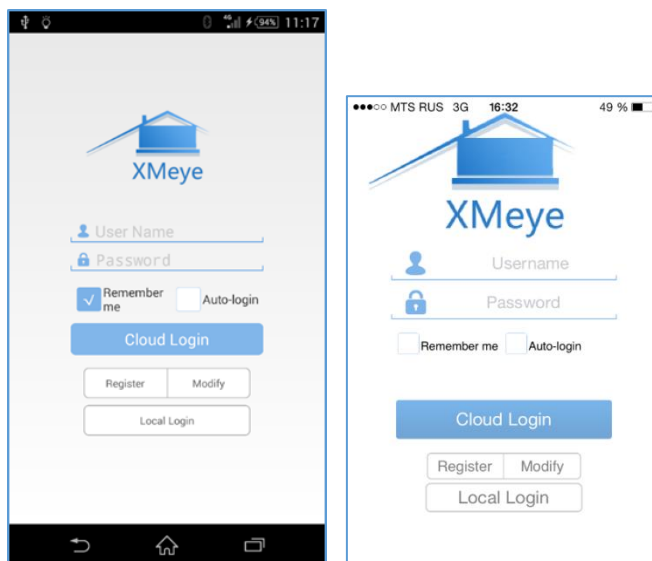 4G 94% 11:17
XMeye
User Name
Password
Remember me
Auto-login
Cloud Login
Register Modify
Local Login
MTS RUS 3G 16:32 49 %
XMeye
Username
Password
Remember me Auto-login
Cloud Login
Register Modify
Local Login